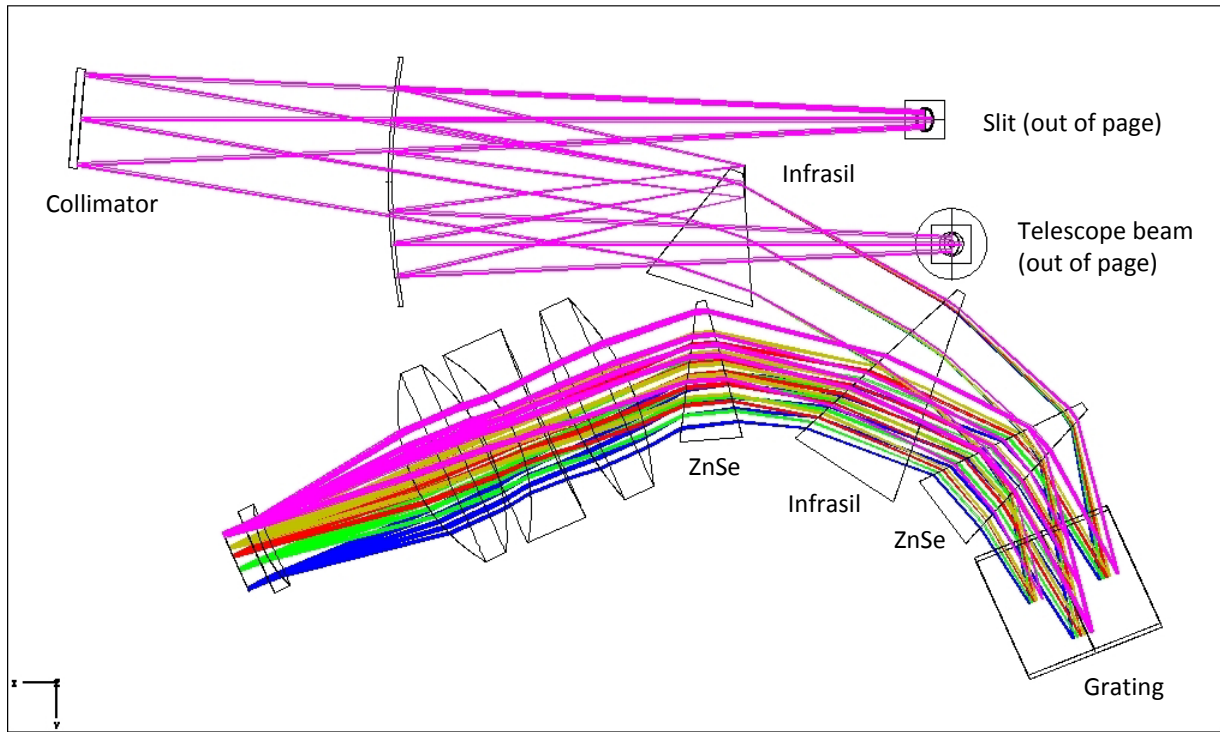 Slit (out of page)
Infrasil
Collimator
Telescope beam
(out of page)
ZnSe
Infrasil
ZnSe
Grating